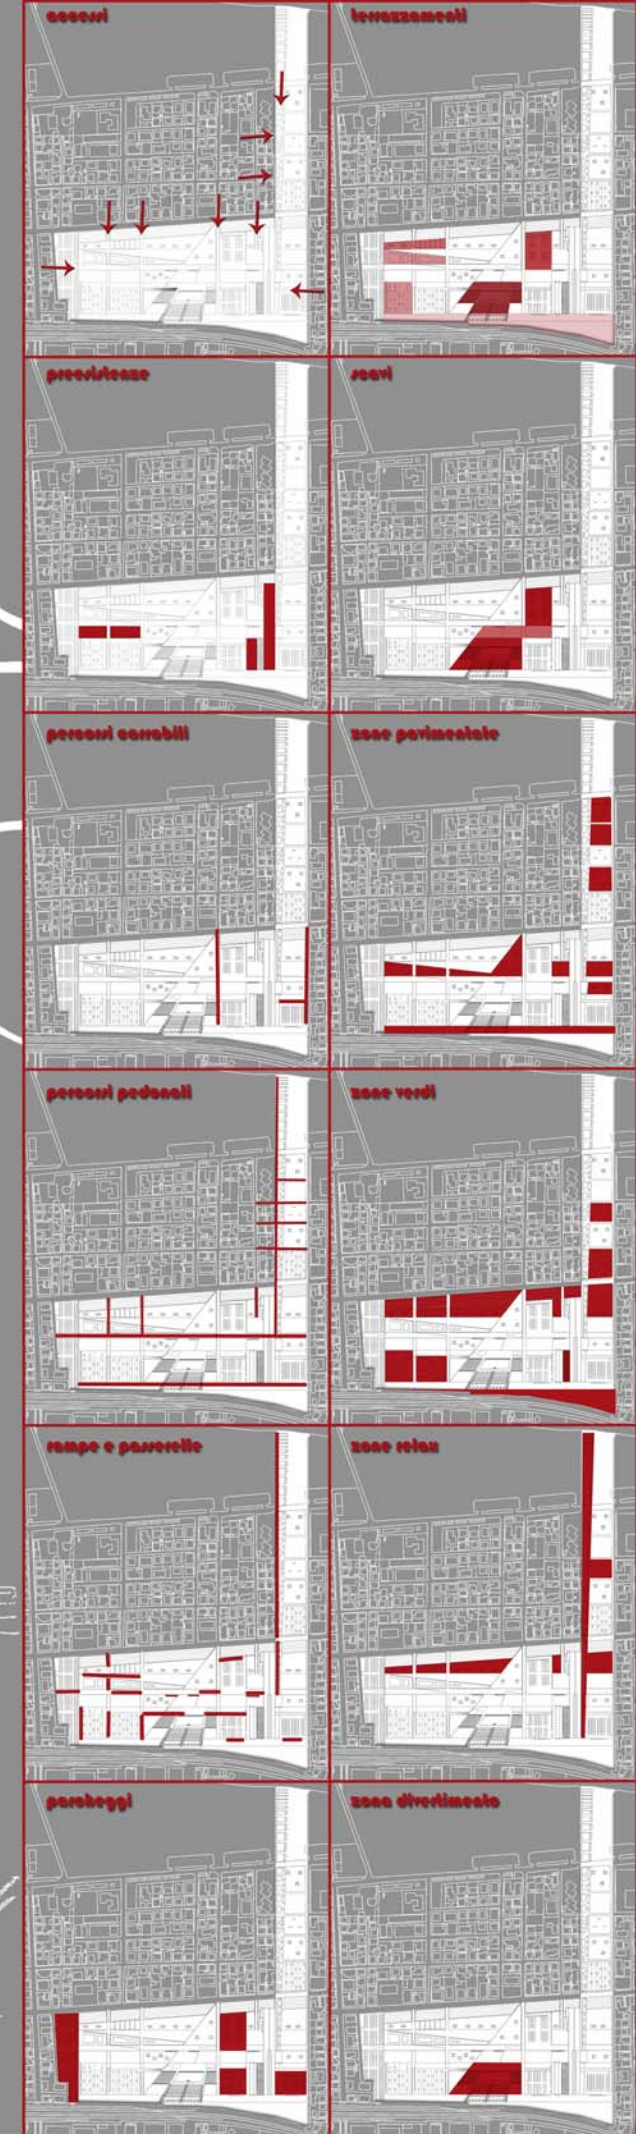 accessi
terrazzamenti
preesistenze
scavi
percorsi carrabili
zone pavimentate
percorsi pedonali
zone verdi
rampe e passerelle
zone relax
parcheggi
zona divertimento